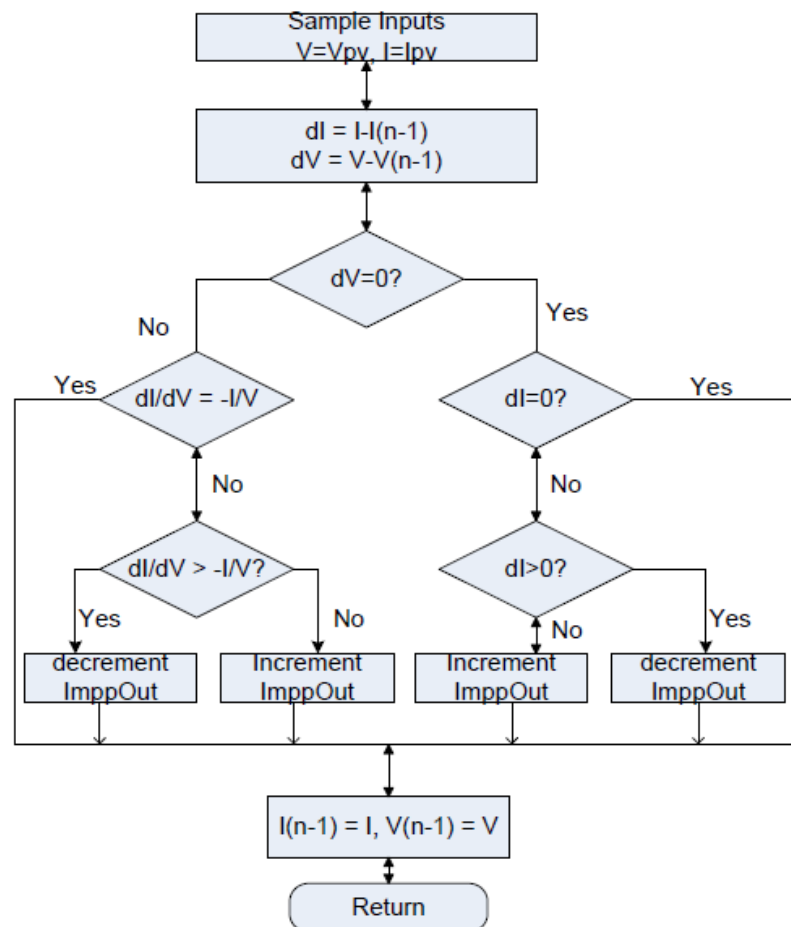 Sample Inputs
V=Vpv, I=Ipv
dI = I-I(n-1)
dV = V-V(n-1)
dV=0?
No
Yes
Yes
dI/dV = -I/V
dI=0?
Yes
No
No
dI/dV > -I/V?
dI>0?
Yes
No
No
Yes
decrement
ImppOut
Increment
ImppOut
Increment
ImppOut
decrement
ImppOut
I(n-1) = I, V(n-1) = V
Return